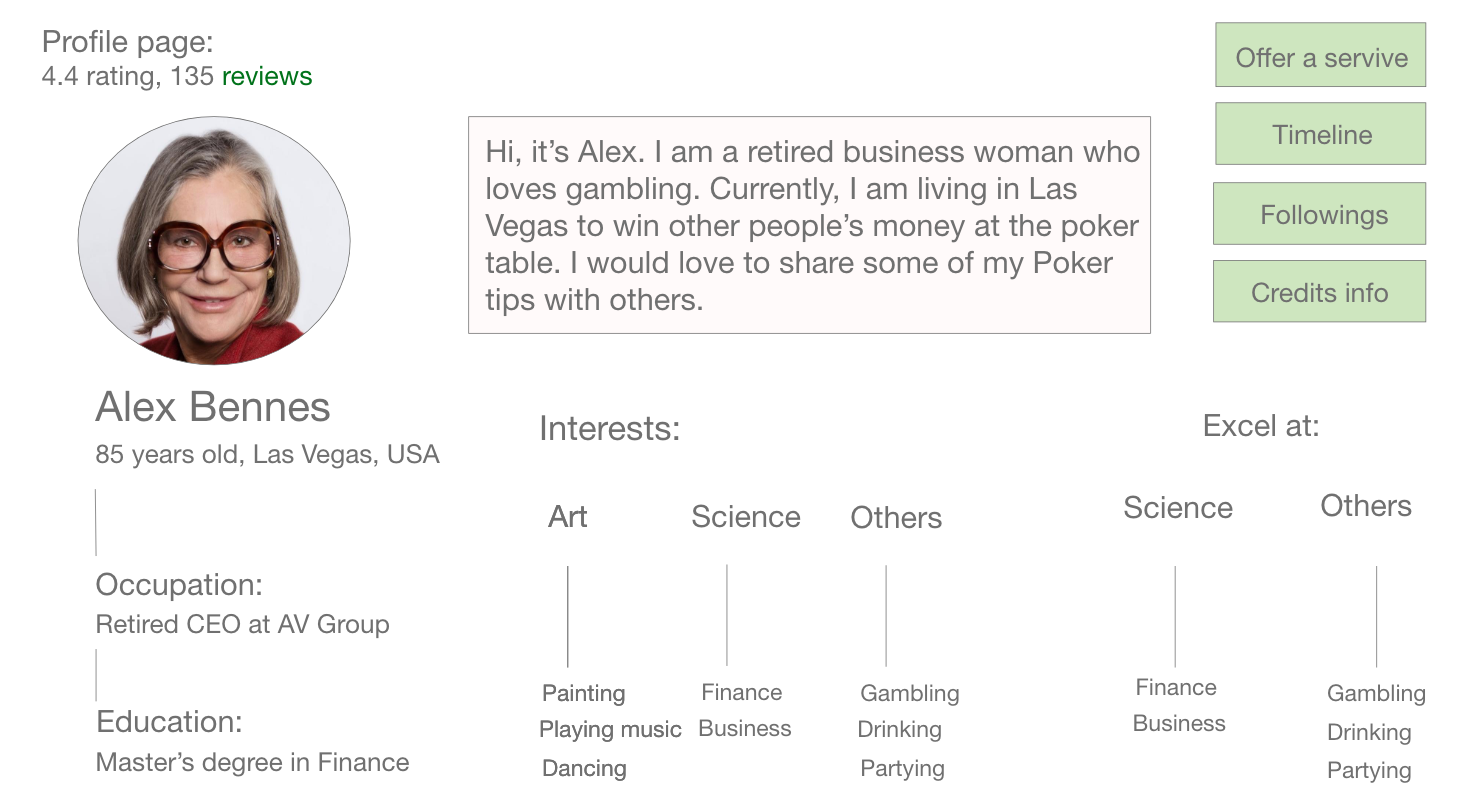 Profile page:
4.4 rating, 135 reviews
Offer a servive
Timeline
Followings
Credits info
Hi, it’s Alex. I am a retired business woman who
loves gambling. Currently, I am living in Las
Vegas to win other people’s money at the poker
table. I would love to share some of my Poker
tips with others.
Alex Bennes
85 years old, Las Vegas, USA
Occupation:
Retired CEO at AV Group
Education:
Master’s degree in Finance
Interests:
Art
Painting
Playing music
Dancing
Science
Finance
Business
Others
Gambling
Drinking
Partying
Excel at:
Science
Finance
Business
Others
Gambling
Drinking
Partying